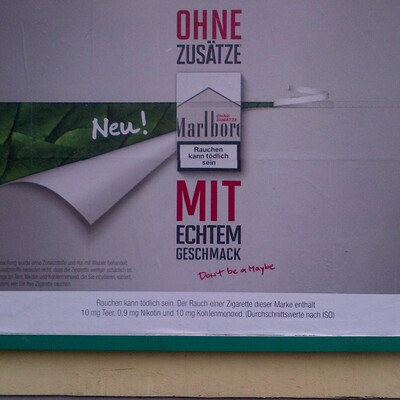 OHNE
ZUSÄTZE
OHNE
ZUSÄTZE
Marlboro
Neu!
Rauchen
kann tödlich
sein
MIT
ECHTEM
GESCHMACK
Don't be a Maybe
Rauchen kann tödlich sein. Der Rauch einer Zigarette dieser Marke enthält
10 mg Teer, 0,9 mg Nikotin und 10 mg Kohlenmonoxid. (Durchschnittswerte nach ISO)